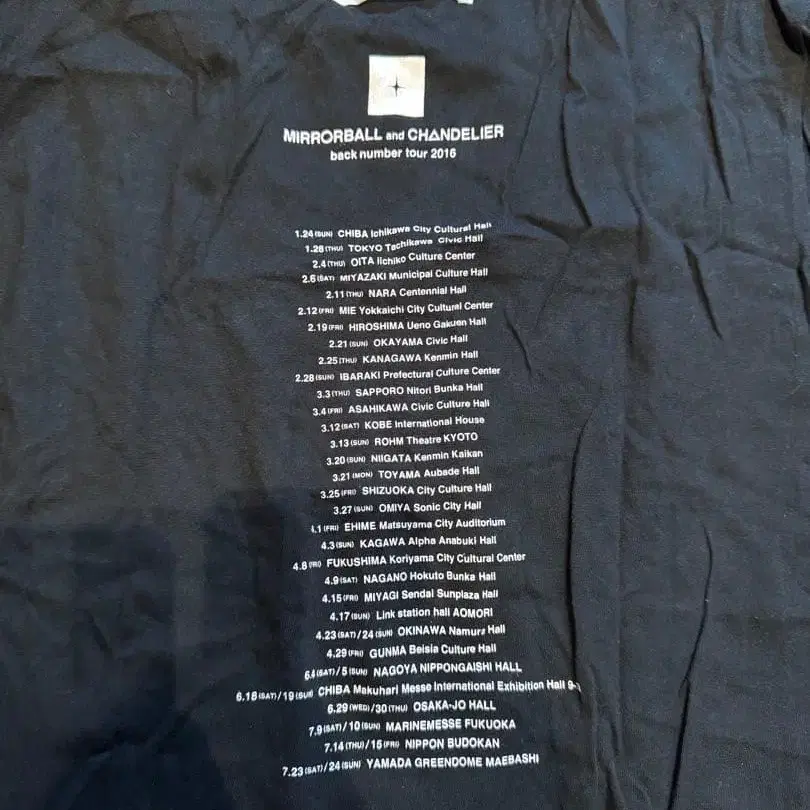 MIRRORBALL and CHANDELIER
back number tour 2016
1.24(SUN) CHIBA Ichikawa City Cultural Hall
1.28(THU) TOKYO Tachikawa Civic Hall
2.4(THU) OITA iichiko Culture Center
2.6(SAT) MIYAZAKI Municipal Culture Hall
2.11(THU) NARA Centennial Hall
2.12(FRI) MIE Yokkaichi City Cultural Center
2.19(FRI) HIROSHIMA Ueno Gakuen Hall
2.21(SUN) OKAYAMA Civic Hall
2.25(THU) KANAGAWA Kenmin Hall
2.28(SUN) IBARAKI Prefectural Culture Center
3.3(THU) SAPPORO Nitori Bunka Hall
3.4(FRI) ASAHIKAWA Civic Culture Hall
3.12(SAT) KOBE International House
3.13(SUN) ROHM Theatre KYOTO
3.20(SUN) NIIGATA Kenmin Kaikan
3.21(MON) TOYAMA Aubade Hall
3.25(FRI) SHIZUOKA City Culture Hall
3.27(SUN) OMIYA Sonic City Hall
4.1(FRI) EHIME Matsuyama City Auditorium
4.3(SUN) KAGAWA Alpha Anabuki Hall
4.8(FRI) FUKUSHIMA Koriyama City Cultural Center
4.9(SAT) NAGANO Hokuto Bunka Hall
4.15(FRI) MIYAGI Sendai Sunplaza Hall
4.17(SUN) Link station hall AOMORI
4.23(SAT)/24(SUN) OKINAWA Namura Hall
4.29(FRI) GUNMA Beisia Culture Hall
6.4(SAT)/5(SUN) NAGOYA NIPPONGAISHI HALL
6.18(SAT)/19(SUN) CHIBA Makuhari Messe International Exhibition Hall
6.29(WED)/30(THU) OSAKA-JO HALL
7.9(SAT)/10(SUN) MARINEMESSE FUKUOKA
7.14(THU)/15(FRI) NIPPON BUDOKAN
7.23(SAT)/24(SUN) YAMADA GREENDOME MAEBASHI